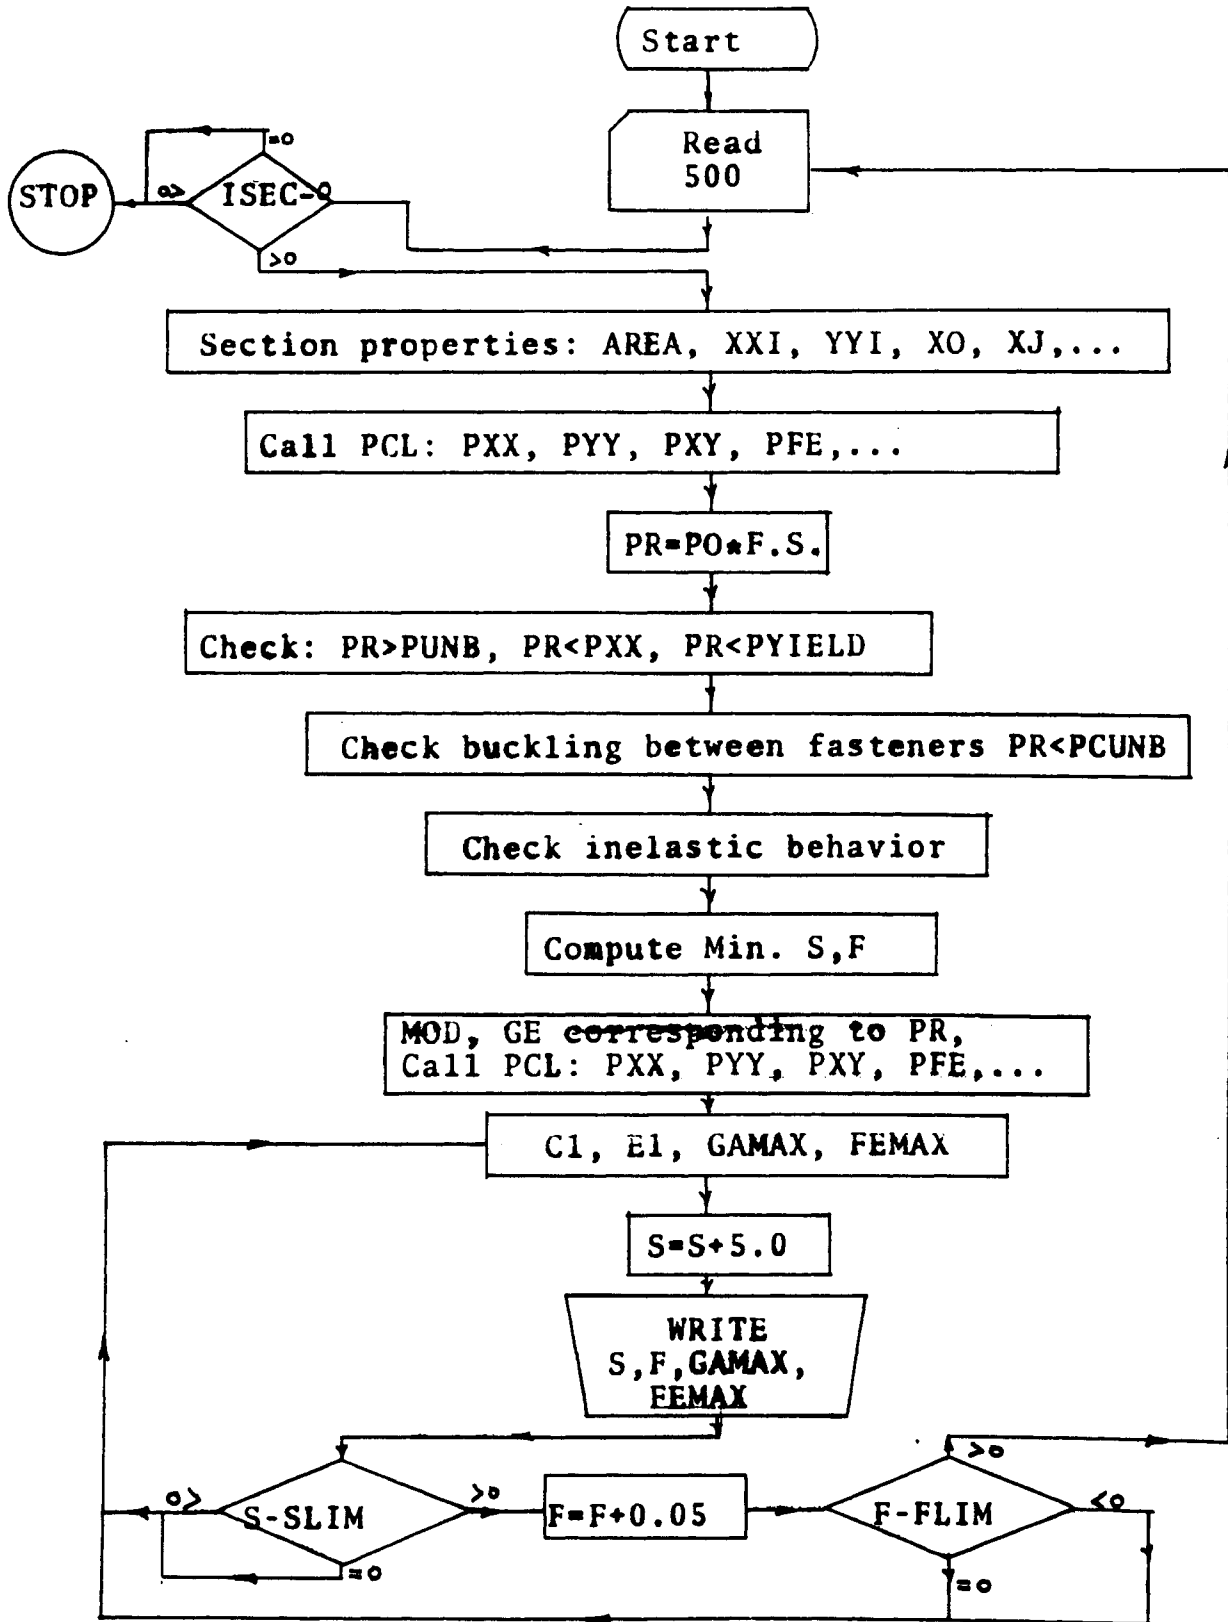 Start
Read
500
=0
STOP
0>
ISEC-0
>0
Section properties: AREA, XXI, YYI, XO, XJ,...
Call PCL: PXX, PYY, PXY, PFE,...
PR=PO*F.S.
Check: PR>PUNB, PR<PXX, PR<PYIELD
Check buckling between fasteners PR<PCUNB
Check inelastic behavior
Compute Min. S,F
MOD, GE corresponding to PR,
Call PCL: PXX, PYY, PXY, PFE,...
C1, E1, GAMAX, FEMAX
S=S+5.0
WRITE
S,F,GAMAX,
FEMAX
0>
S-SLIM
>0
=0
F=F+0.05
F-FLIM
>0
<0
=0